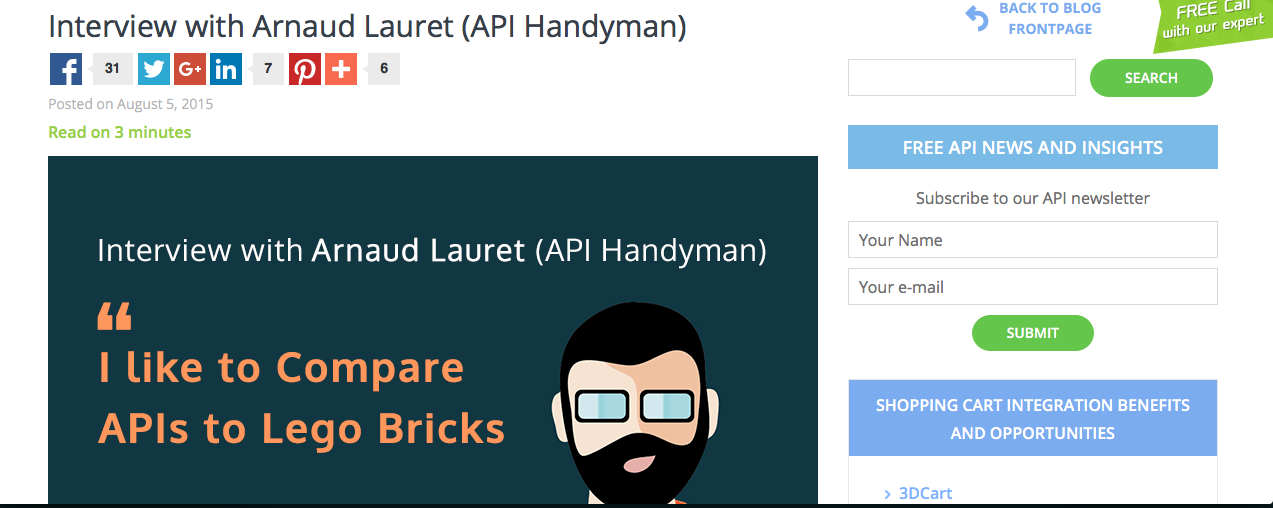 Interview with Arnaud Lauret (API Handyman)
f 31 G+ in 7 6
Posted on August 5, 2015
Read on 3 minutes
Interview with Arnaud Lauret (API Handyman)
❝
I like to Compare
APIs to Lego Bricks
BACK TO BLOG
FRONTPAGE
FREE Call
with our expert
SEARCH
FREE API NEWS AND INSIGHTS
Subscribe to our API newsletter
Your Name
Your e-mail
SUBMIT
SHOPPING CART INTEGRATION BENEFITS
AND OPPORTUNITIES
› 3DCart